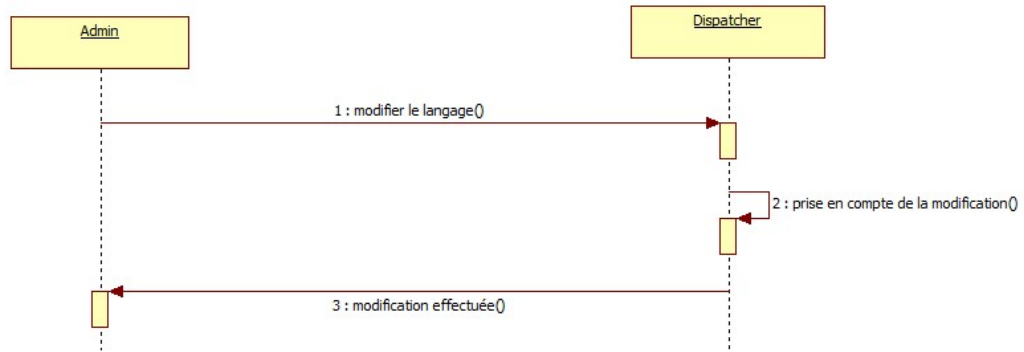 Admin
Dispatcher
1 : modifier le langage()
2 : prise en compte de la modification()
3 : modification effectuée()